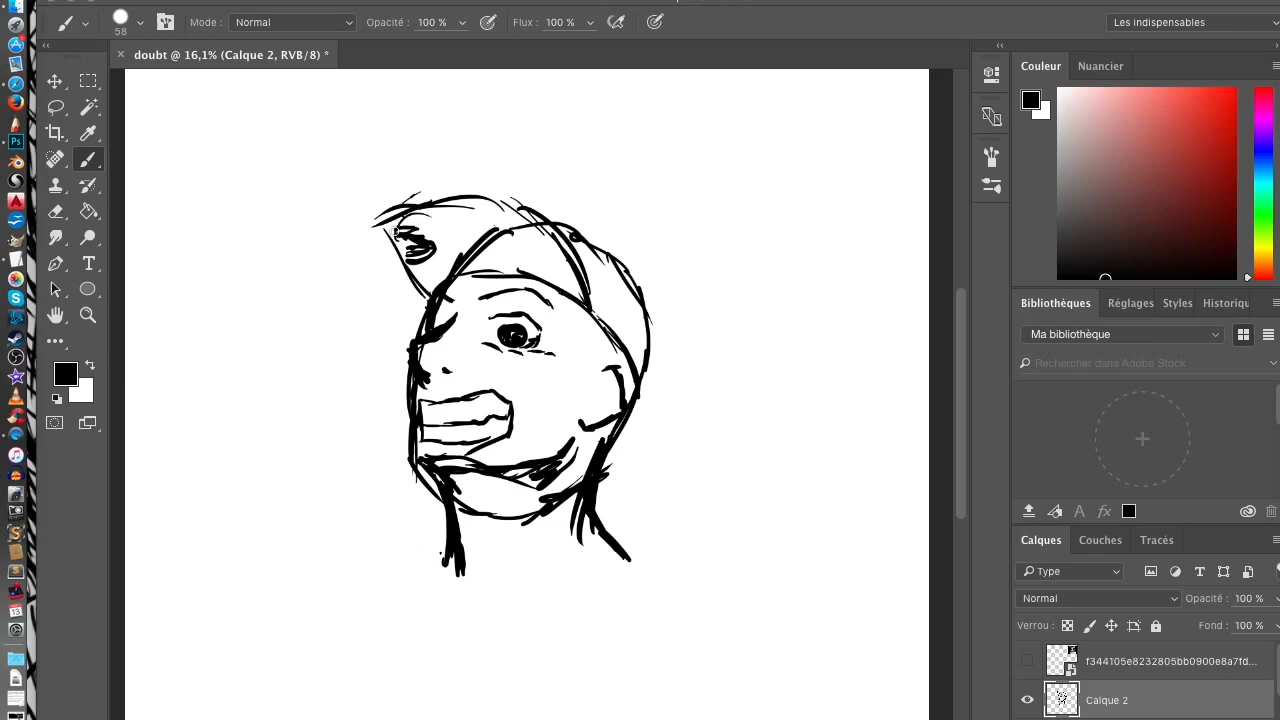 58
Mode : Normal
Opacité : 100 %
Flux : 100 %
Les indispensables
doubt @ 16,1% (Calque 2, RVB/8) *
Couleur
Nuancier
Bibliothèques
Réglages
Styles
Historiqu
Ma bibliothèque
Rechercher dans Adobe Stock
Calques
Couches
Tracés
Type
Normal
Opacité : 100 %
Verrou :
Fond : 100 %
f344105e8232805bb0900e8a7fd...
Calque 2
Ps
13